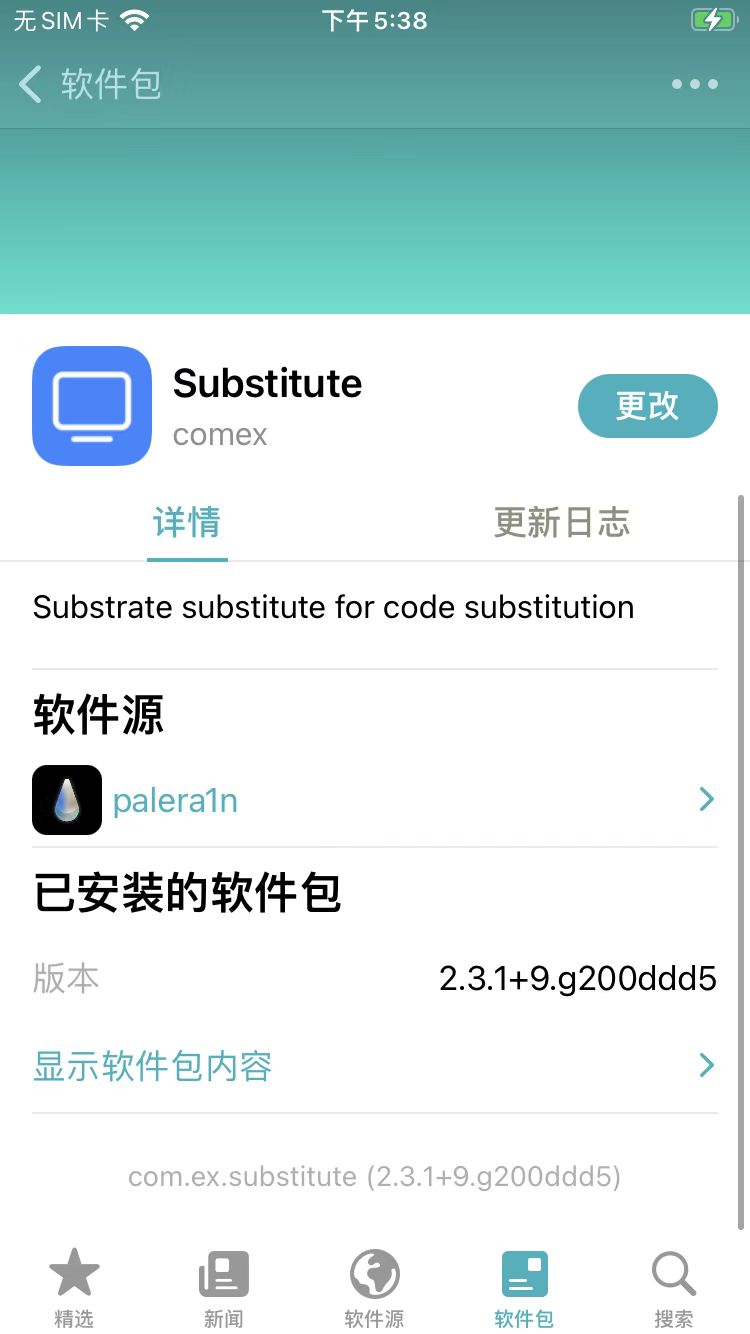 无SIM卡 下午5:38
软件包
Substitute
comex
更改
详情 更新日志
Substrate substitute for code substitution
软件源
palera1n
已安装的软件包
版本 2.3.1+9.g200ddd5
显示软件包内容
com.ex.substitute (2.3.1+9.g200ddd5)
精选 新闻 软件源 软件包 搜索